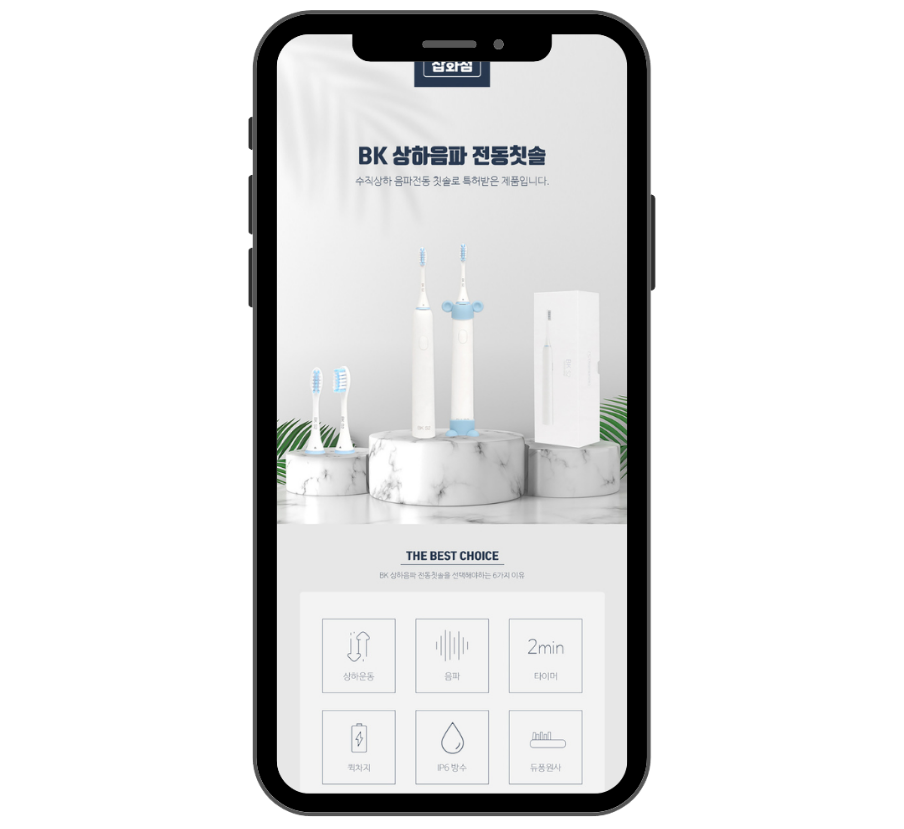 잡화점
BK 상하음파 전동칫솔
수직상하 음파전동 칫솔로 특허받은 제품입니다.
THE BEST CHOICE
BK 상하음파 전동칫솔을 선택해야하는 6가지 이유
상하운동
음파
2min
타이머
퀵차지
IP6 방수
듀퐁원사